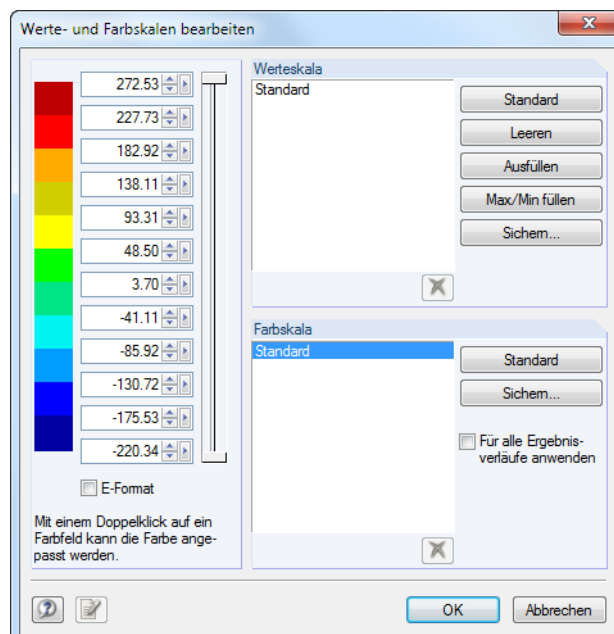 Werte- und Farbskalen bearbeiten
272.53
227.73
182.92
138.11
93.31
48.50
3.70
-41.11
-85.92
-130.72
-175.53
-220.34
E-Format
Mit einem Doppelklick auf ein
Farbfeld kann die Farbe ange-
passt werden.
Werteskala
Standard
Standard
Leeren
Ausfüllen
Max/Min füllen
Sichern...
Farbskala
Standard
Standard
Sichern...
Für alle Ergebnis-
verläufe anwenden
OK
Abbrechen